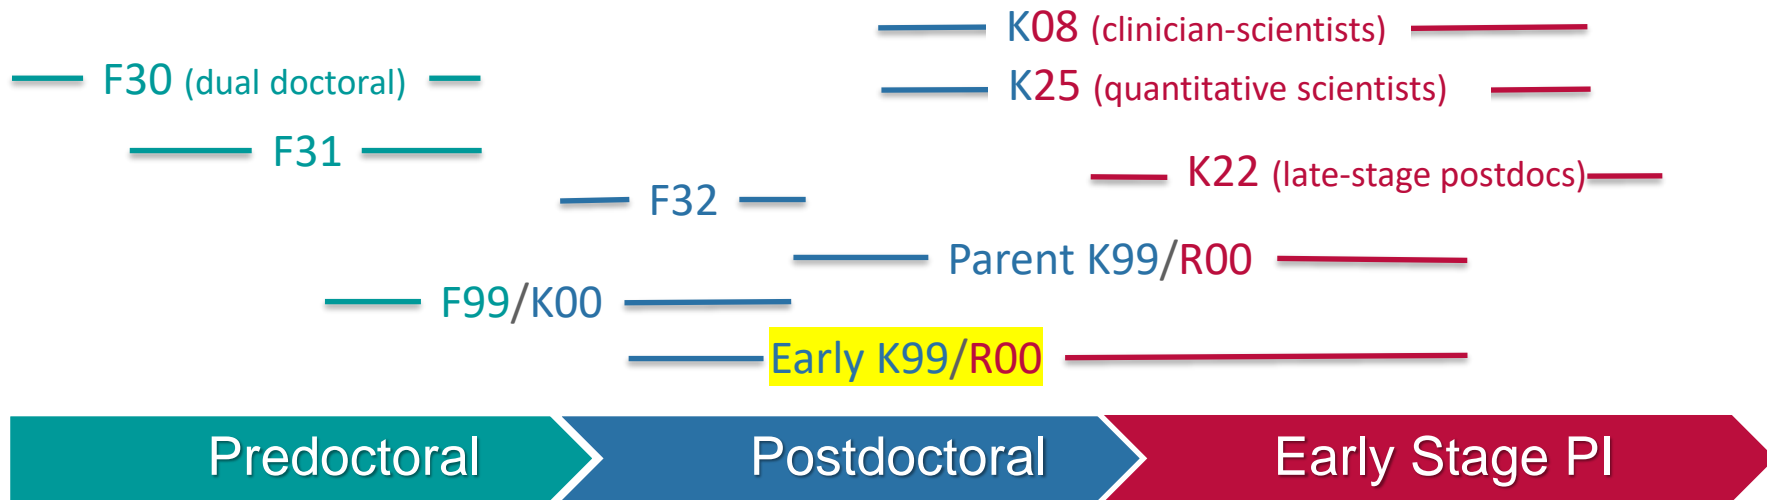 K08 (clinician-scientists)
F30 (dual doctoral)
K25 (quantitative scientists)
F31
K22 (late-stage postdocs)
F32
Parent K99/R00
F99/K00
Early K99/R00
Predoctoral
Postdoctoral
Early Stage PI